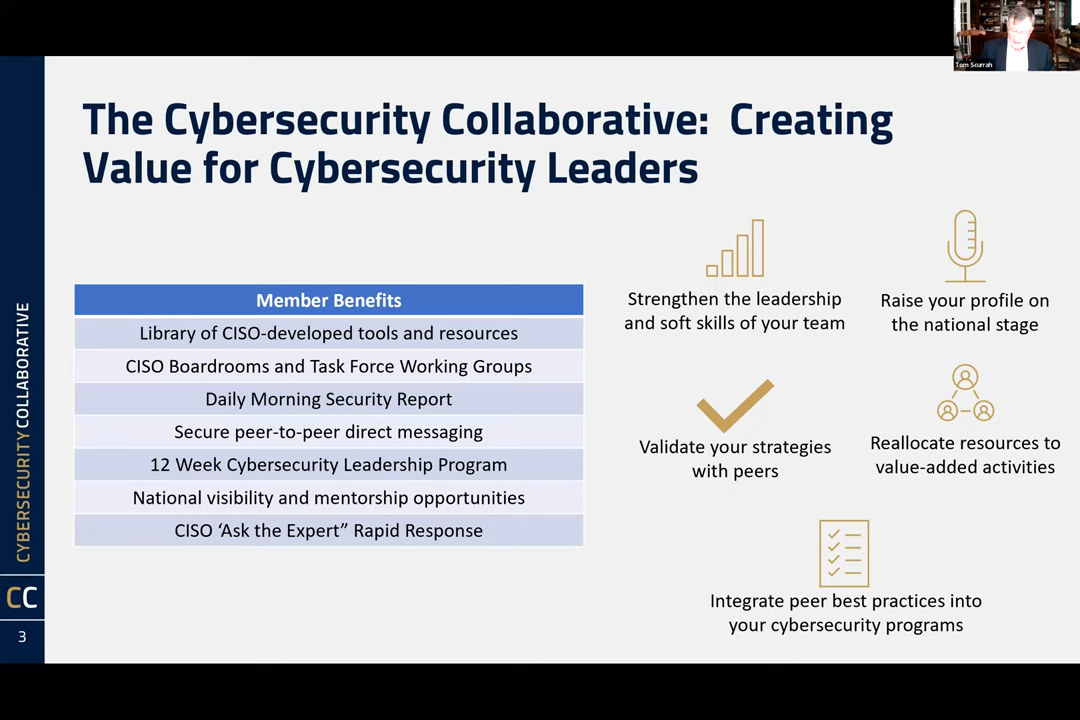 Tom Scurrah
The Cybersecurity Collaborative: Creating
Value for Cybersecurity Leaders
Member Benefits
Library of CISO-developed tools and resources
CISO Boardrooms and Task Force Working Groups
Daily Morning Security Report
Secure peer-to-peer direct messaging
12 Week Cybersecurity Leadership Program
National visibility and mentorship opportunities
CISO ‘Ask the Expert” Rapid Response
Strengthen the leadership
and soft skills of your team
Raise your profile on
the national stage
Validate your strategies
with peers
Reallocate resources to
value-added activities
Integrate peer best practices into
your cybersecurity programs
CYBERSECURITY COLLABORATIVE
CC
3